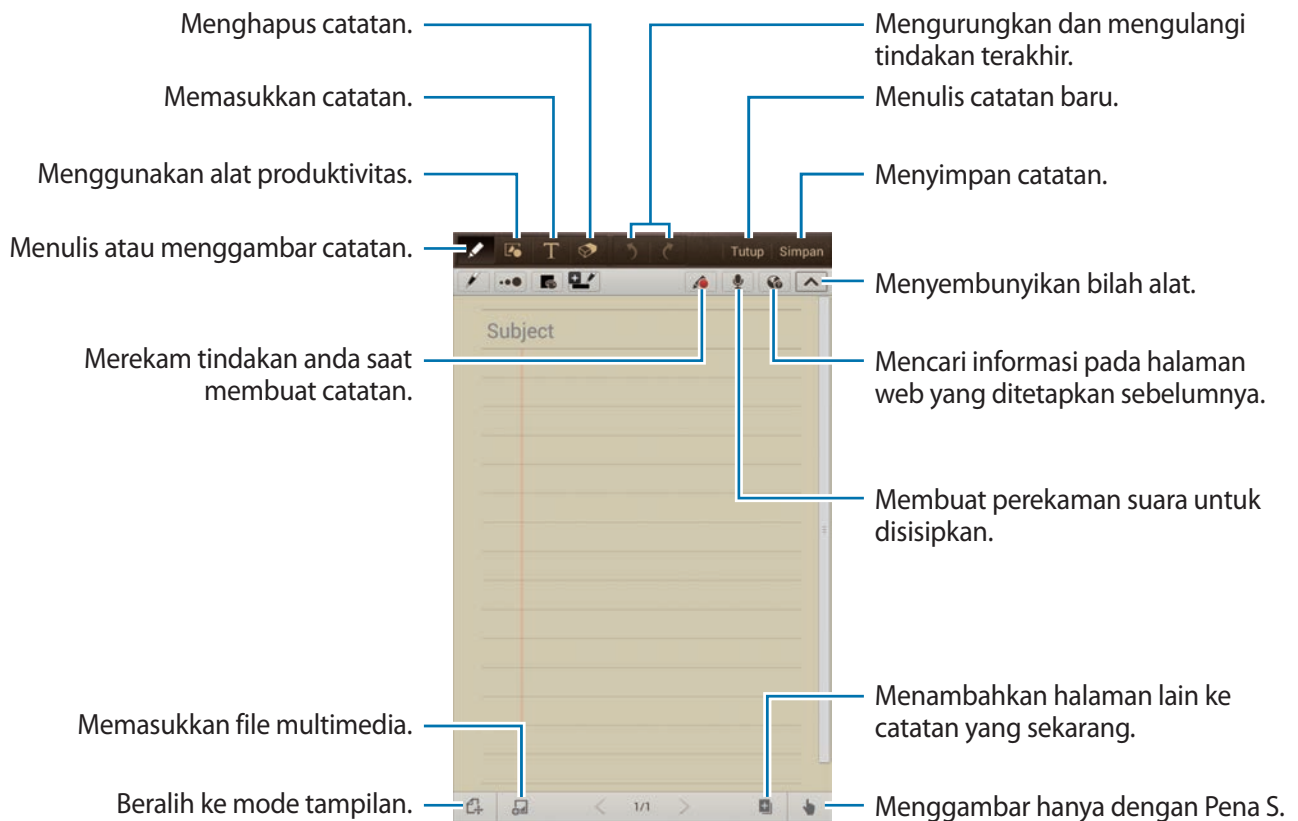 Menghapus catatan.
Memasukkan catatan.
Menggunakan alat produktivitas.
Menulis atau menggambar catatan.
Merekam tindakan anda saat
membuat catatan.
Memasukkan file multimedia.
Beralih ke mode tampilan.
T
Tutup Simpan
Subject
1/1
Mengurungkan dan mengulangi
tindakan terakhir.
Menulis catatan baru.
Menyimpan catatan.
Menyembunyikan bilah alat.
Mencari informasi pada halaman
web yang ditetapkan sebelumnya.
Membuat perekaman suara untuk
disisipkan.
Menambahkan halaman lain ke
catatan yang sekarang.
Menggambar hanya dengan Pena S.